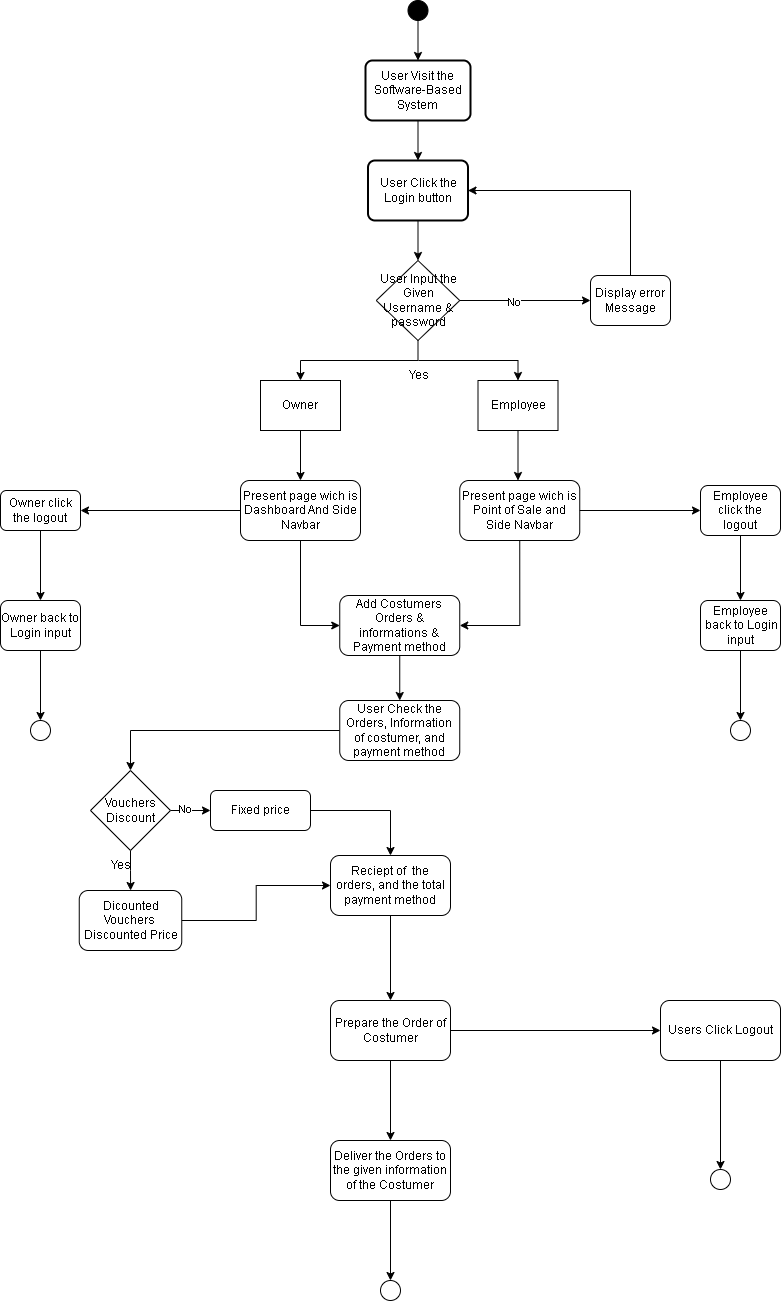 User Visit the
Software-Based
System
User Click the
Login button
User Input the
Given
Username &
password
No
Display error
Message
Yes
Owner
Employee
Owner click
the logout
Present page wich is
Dashboard And Side
Navbar
Present page wich is
Point of Sale and
Side Navbar
Employee
click the
logout
Owner back to
Login input
Add Costumers
Orders &
informations &
Payment method
Employee
back to Login
input
User Check the
Orders, Information
of costumer, and
payment method
Vouchers
Discount
No
Fixed price
Yes
Reciept of  the
orders, and the total
payment method
Dicounted
Vouchers
Discounted Price
Prepare the Order of
Costumer
Users Click Logout
Deliver the Orders to
the given information
of the Costumer